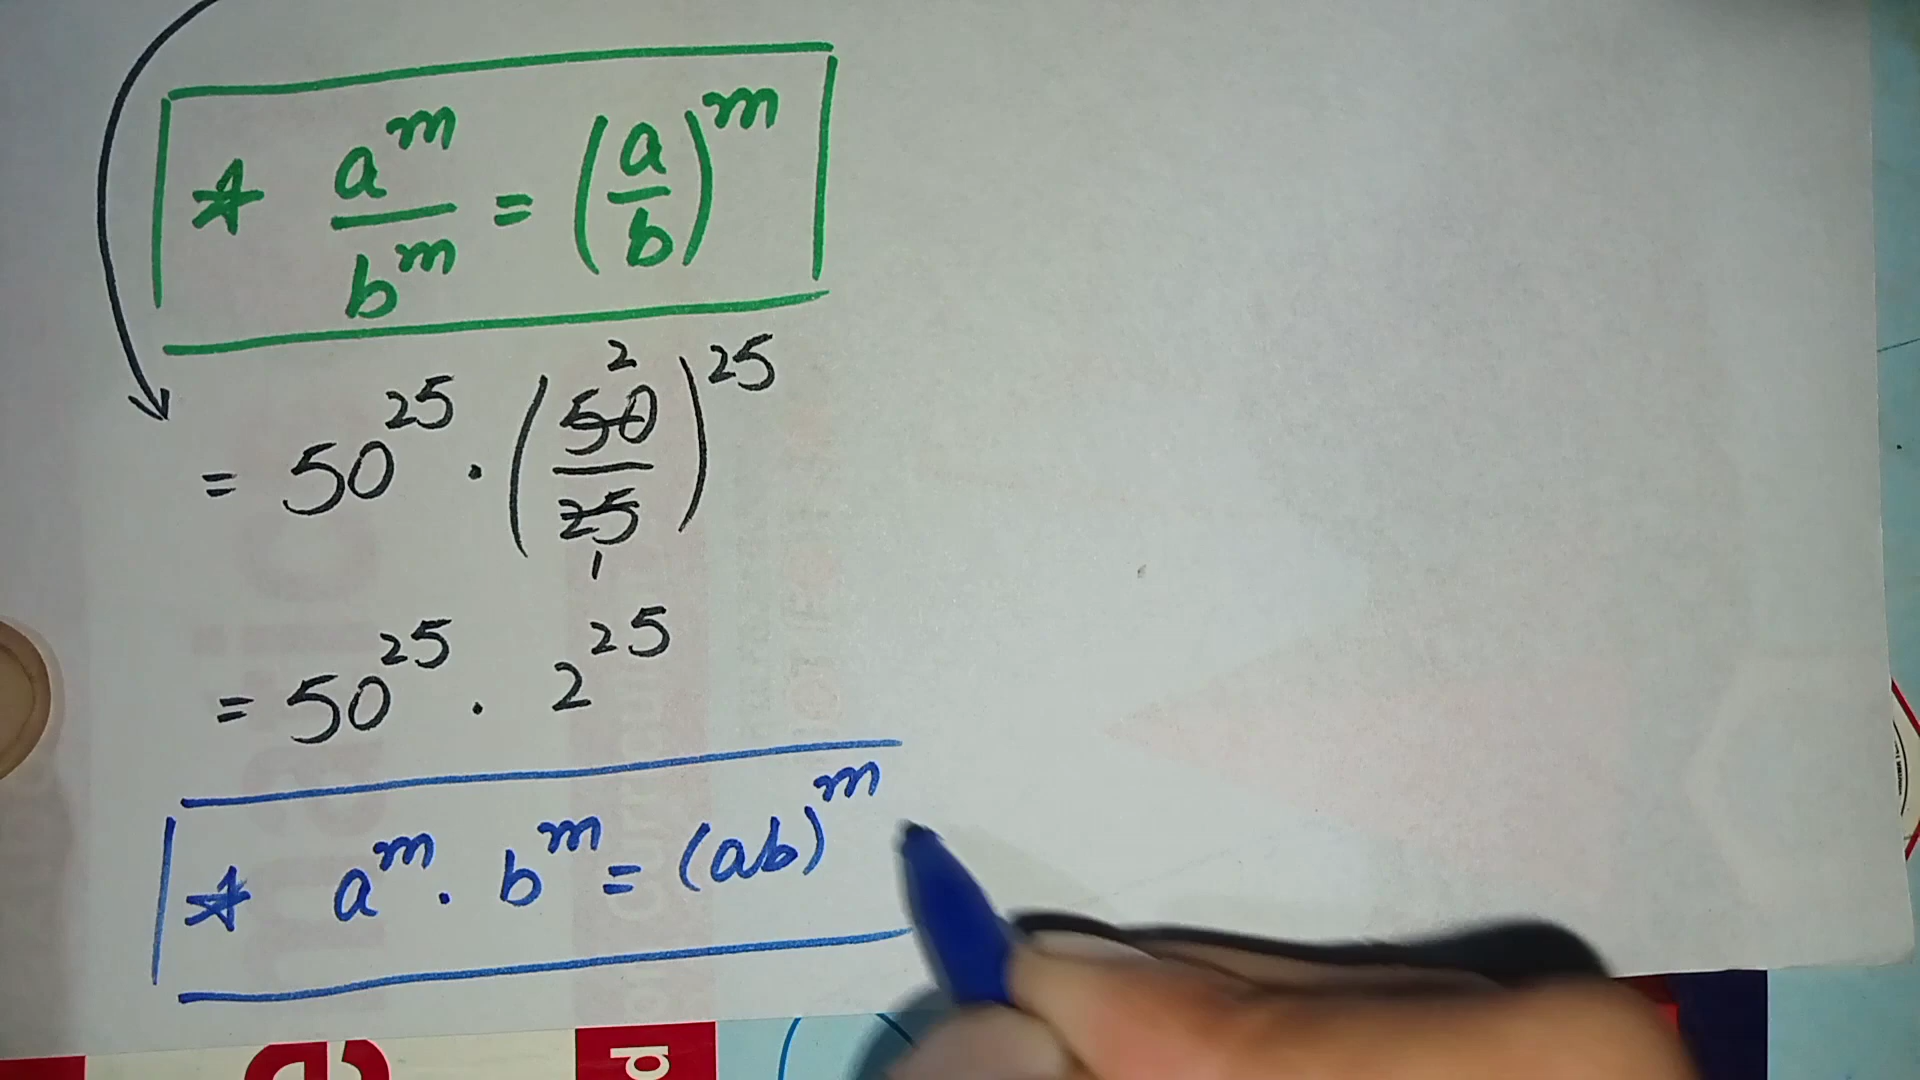 * a^m / b^m = (a/b)^m
= 50^25 · (50/25)^25
2
1
= 50^25 · 2^25
* a^m · b^m = (ab)^m